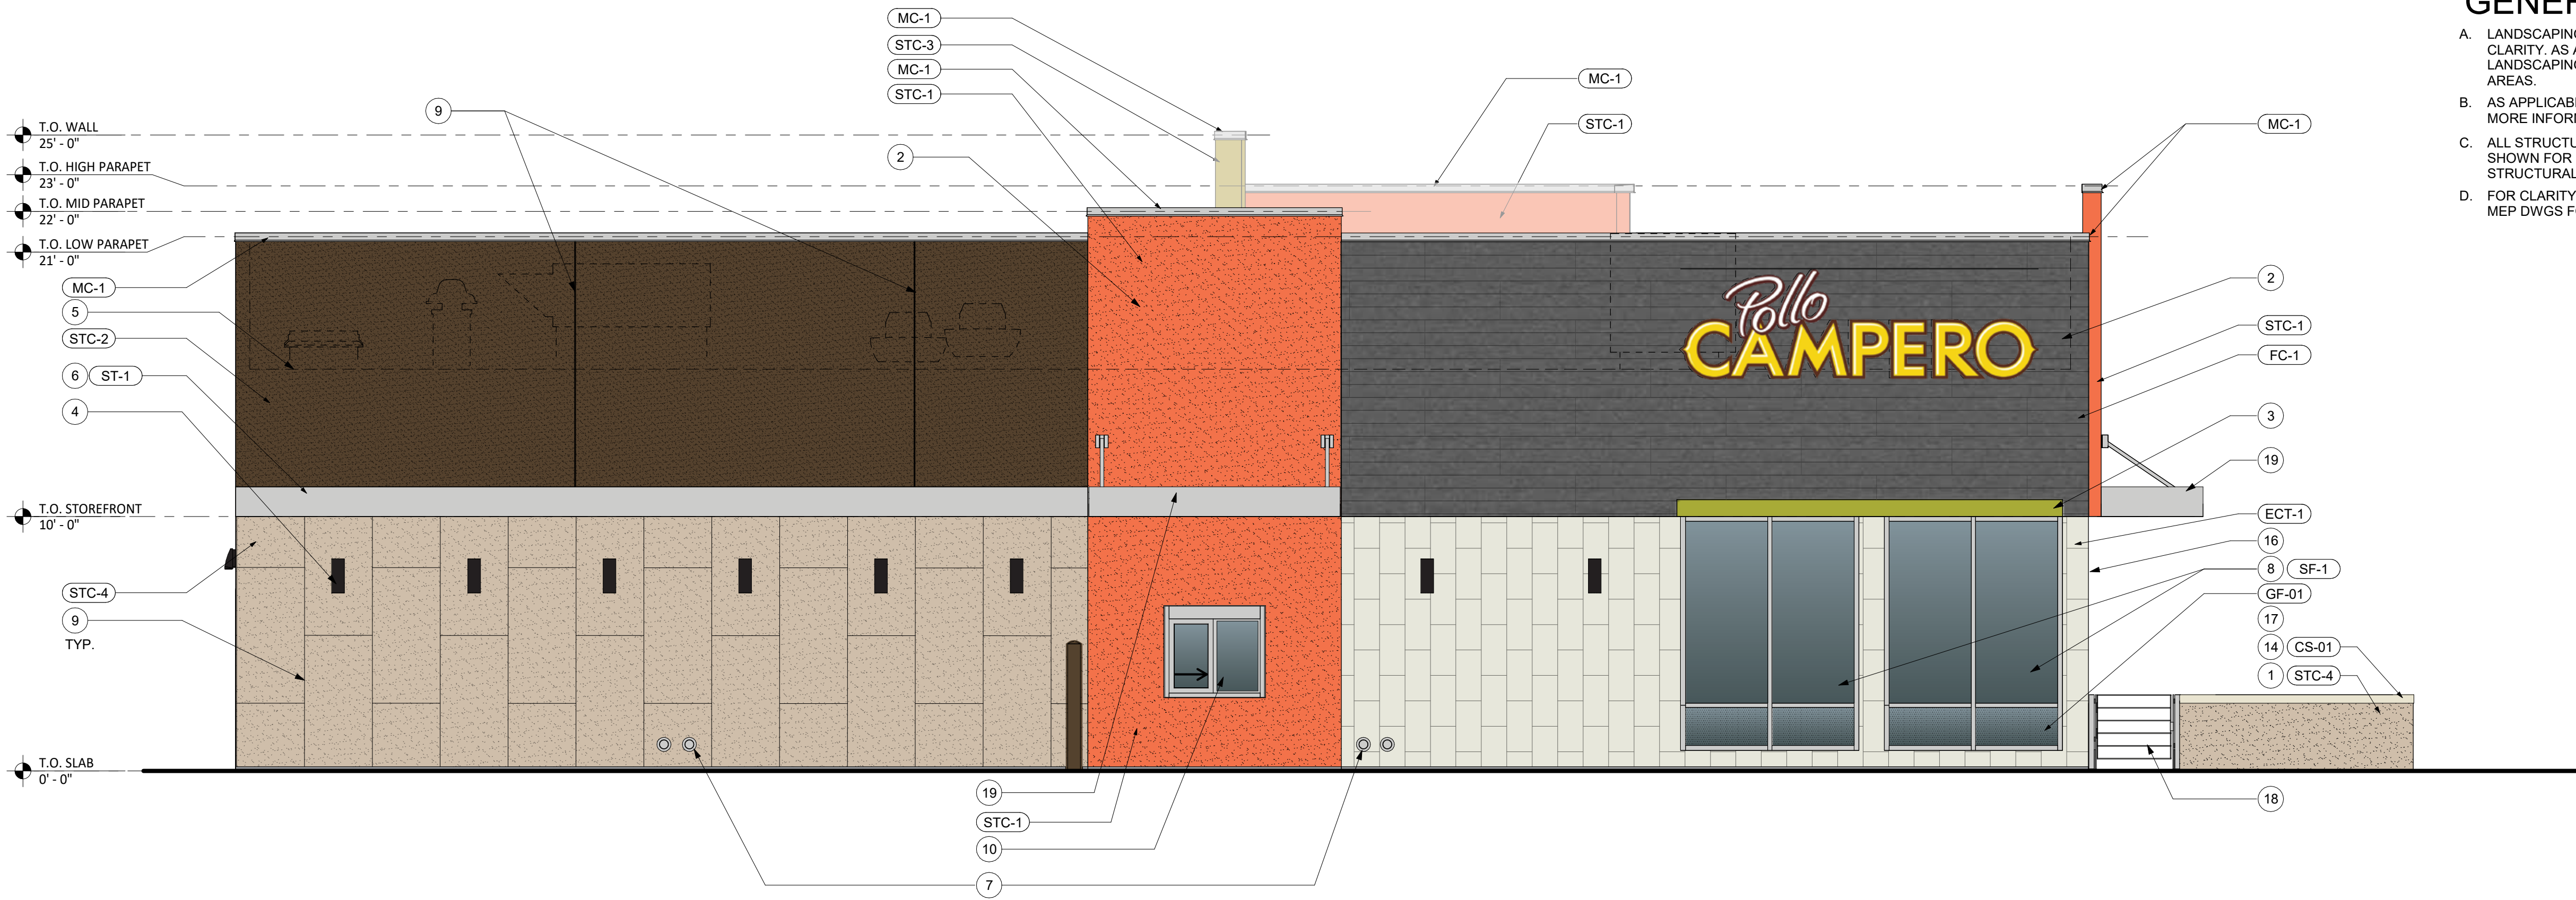 MC-1
STC-3
MC-1
STC-1
2
9
MC-1
STC-1
MC-1
T.O. WALL
25' - 0"
T.O. HIGH PARAPET
23' - 0"
T.O. MID PARAPET
22' - 0"
T.O. LOW PARAPET
21' - 0"
MC-1
5
STC-2
6 ST-1
4
T.O. STOREFRONT
10' - 0"
STC-4
9
TYP.
T.O. SLAB
0' - 0"
Pollo
CAMPERO
2
STC-1
FC-1
3
19
ECT-1
16
8 SF-1
GF-01
17
14 CS-01
1 STC-4
18
19
STC-1
10
7
A. LANDSCAPING
CLARITY. AS
LANDSCAPING
AREAS.
B. AS
MORE
C. ALL
SHOWN FOR
STRUCTURAL
D. FOR CLARITY
MEP DWGS